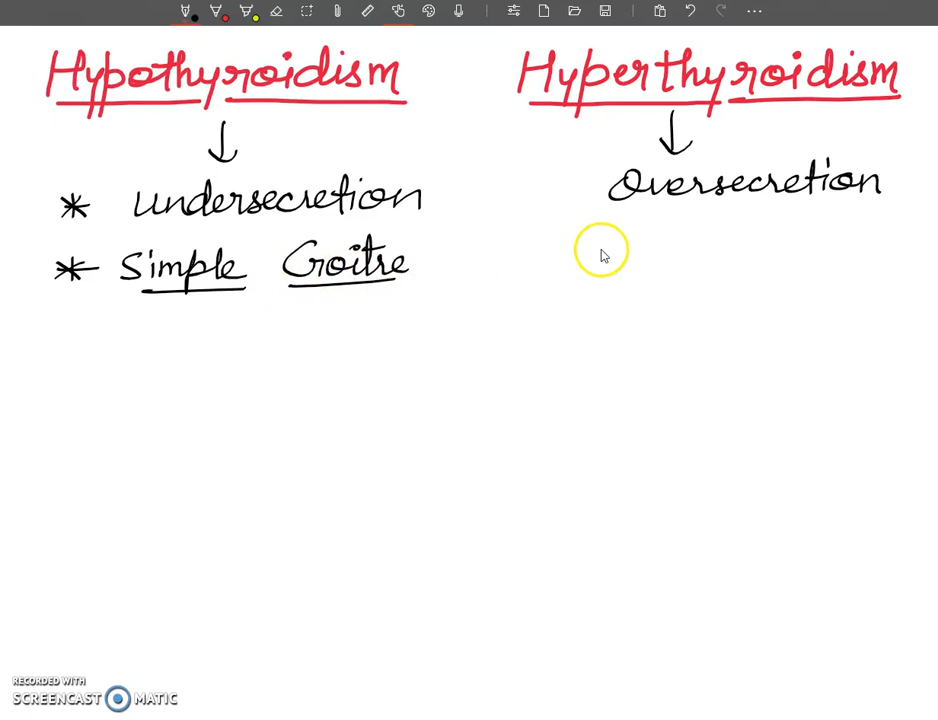 Hypothyroidism
↓
* Undersecretion
* Simple Goitre
Hyperthyroidism
↓
Oversecretion
RECORDED WITH
SCREENCAST MATIC